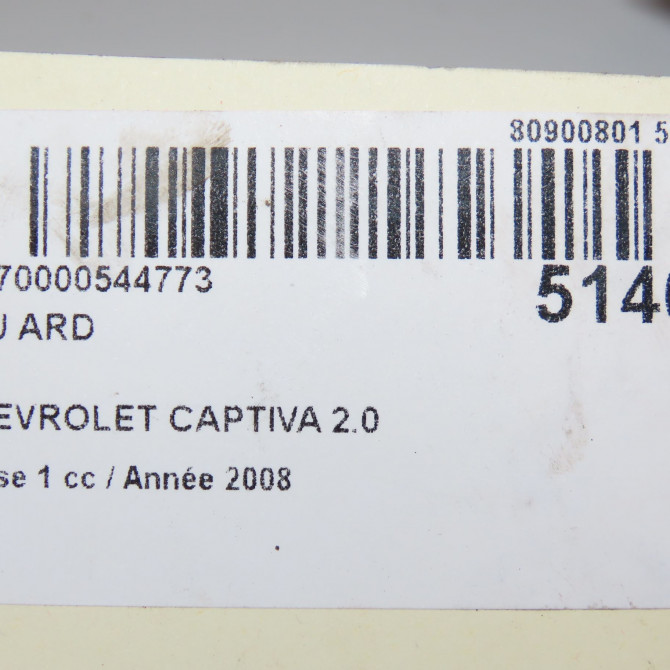 80900801 5
70000544773
5140
U ARD
EVROLET CAPTIVA 2.0
se 1 cc / Année 2008